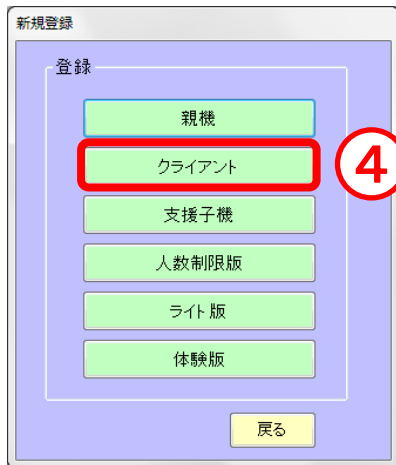 新規登録
登録
親機
クライアント
④
支援子機
人数制限版
ライト版
体験版
戻る